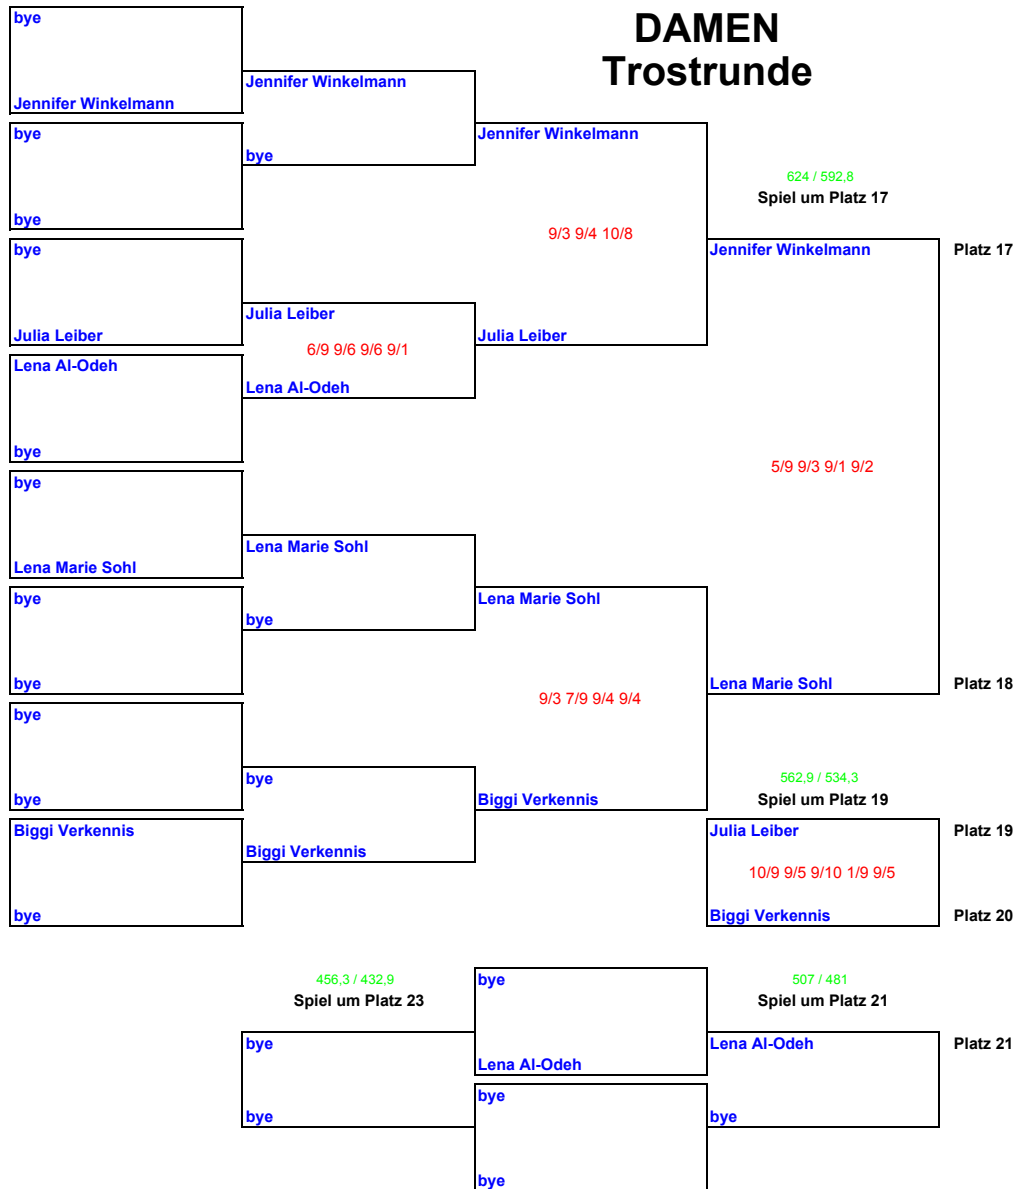 bye
DAMEN
Trostrunde
Jennifer Winkelmann
Jennifer Winkelmann
bye
Jennifer Winkelmann
bye
624 / 592,8
Spiel um Platz 17
bye
9/3 9/4 10/8
bye
Jennifer Winkelmann
Platz 17
Julia Leiber
Julia Leiber
Julia Leiber
6/9 9/6 9/6 9/1
Lena Al-Odeh
Lena Al-Odeh
bye
5/9 9/3 9/1 9/2
bye
Lena Marie Sohl
Lena Marie Sohl
bye
Lena Marie Sohl
bye
bye
Lena Marie Sohl
Platz 18
9/3 7/9 9/4 9/4
bye
bye
562,9 / 534,3
bye
Biggi Verkennis
Spiel um Platz 19
Biggi Verkennis
Julia Leiber
Platz 19
Biggi Verkennis
10/9 9/5 9/10 1/9 9/5
bye
Biggi Verkennis
Platz 20
456,3 / 432,9
bye
507 / 481
Spiel um Platz 23
Spiel um Platz 21
bye
Lena Al-Odeh
Platz 21
Lena Al-Odeh
bye
bye
bye
bye